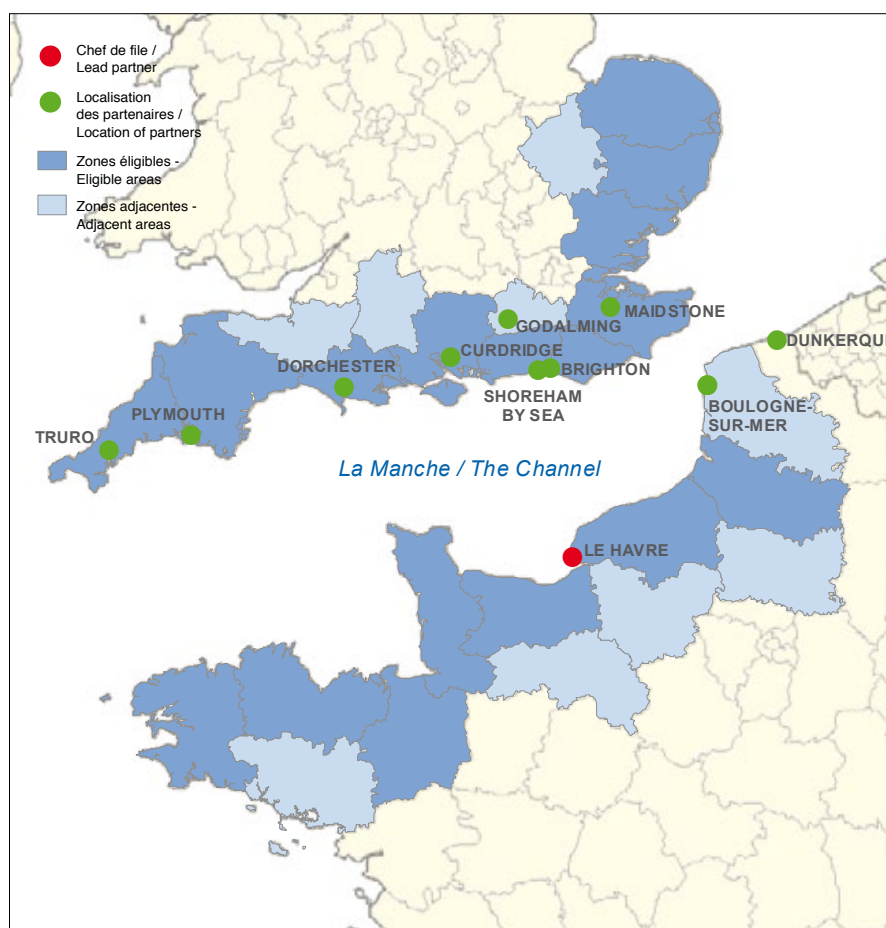 Chef de file /
Lead partner
Localisation
des partenaires /
Location of partners
Zones éligibles -
Eligible areas
Zones adjacentes -
Adjacent areas
MAIDSTONE
GODALMING
DUNKERQUE
CURDRIDGE
DORCHESTER
BRIGHTON
SHOREHAM
BY SEA
BOULOGNE-
SUR-MER
PLYMOUTH
TRURO
La Manche / The Channel
LE HAVRE